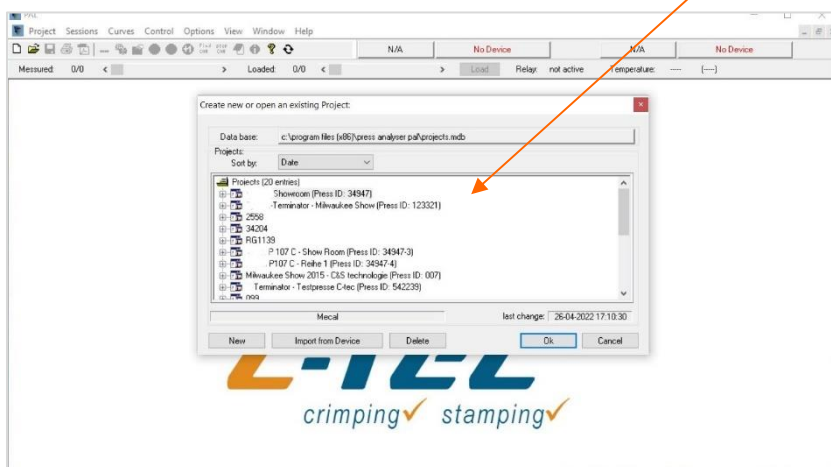 PAL
Project Sessions Curves Control Options View Window Help
N/A No Device N/A No Device
Messured: 0/0 < > Loaded: 0/0 < > Load Relay: not active Temperature: ---- [----]
Create new or open an existing Project:
Data base: c:\program files (x86)\press analyser pal\projects.mdb
Projects:
Sort by: Date
Projects (20 entries)
Showroom (Press ID: 34947)
-Terminator - Milwaukee Show (Press ID: 123321)
2558
34204
RG1139
P 107 C - Show Room (Press ID: 34947-3)
P107 C - Reihe 1 (Press ID: 34947-4)
Milwaukee Show 2015 - C&S technologie (Press ID: 007)
Terminator - Testpresse C-tec (Press ID: 542239)
099
Mecal last change: 26-04-2022 17:10:30
New Import from Device Delete Ok Cancel
crimping✓ stamping✓